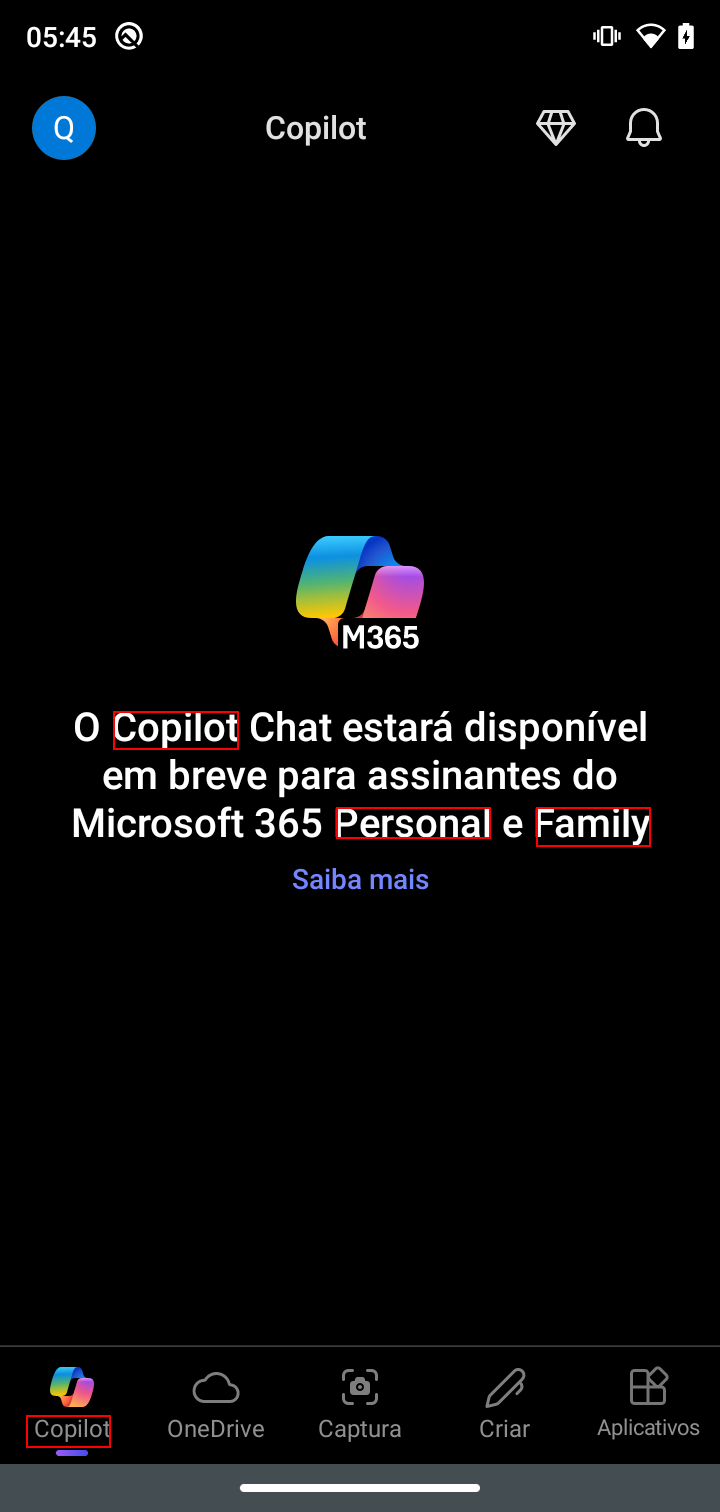 05:45
Q
Copilot
M365
O Copilot Chat estará disponível
em breve para assinantes do
Microsoft 365 Personal e Family
Saiba mais
Copilot
OneDrive
Captura
Criar
Aplicativos